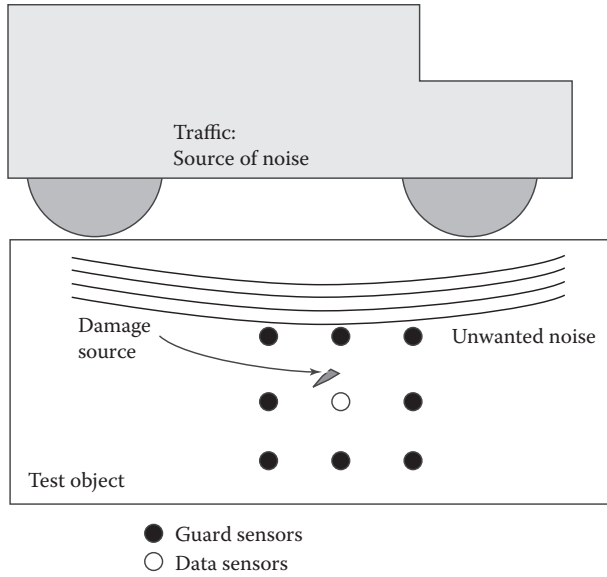 Traffic:
Source of noise
Damage
source
Unwanted noise
Test object
Guard sensors
Data sensors